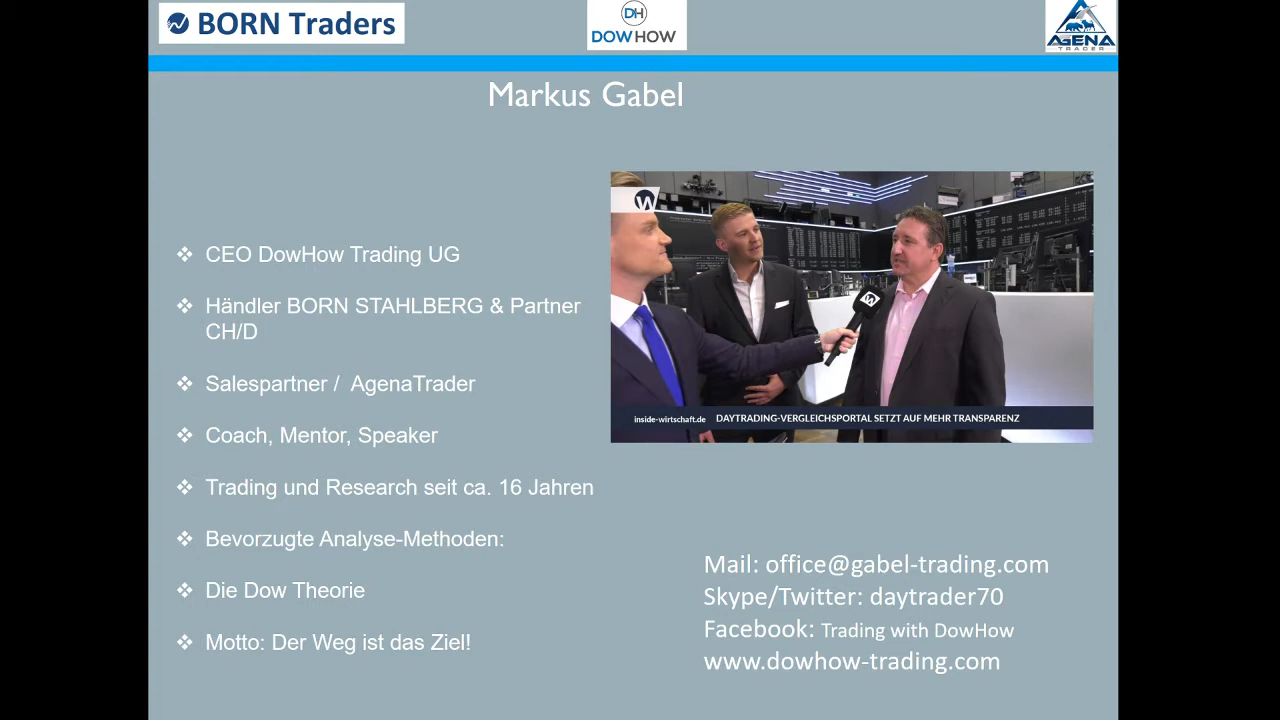 BORN Traders
DH
DOWHOW
AGENA
TRADER
Markus Gabel
CEO DowHow Trading UG
Händler BORN STAHLBERG & Partner
CH/D
Salespartner / AgenaTrader
Coach, Mentor, Speaker
Trading und Research seit ca. 16 Jahren
Bevorzugte Analyse-Methoden:
Die Dow Theorie
Motto: Der Weg ist das Ziel!
W
W
inside-wirtschaft.de DAYTRADING-VERGLEICHSPORTAL SETZT AUF MEHR TRANSPARENZ
Mail: office@gabel-trading.com
Skype/Twitter: daytrader70
Facebook: Trading with DowHow
www.dowhow-trading.com